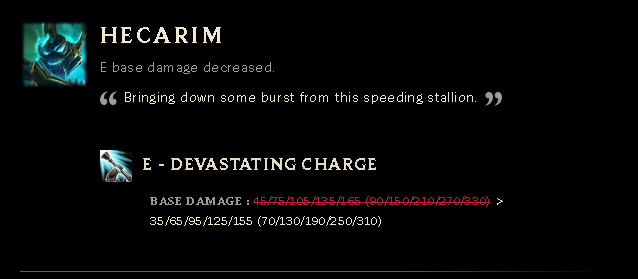 HECARIM
E base damage decreased.
“ Bringing down some burst from this speeding stallion. ”
E - DEVASTATING CHARGE
BASE DAMAGE : 45/75/105/135/165 (90/150/210/270/330) >
35/65/95/125/155 (70/130/190/250/310)